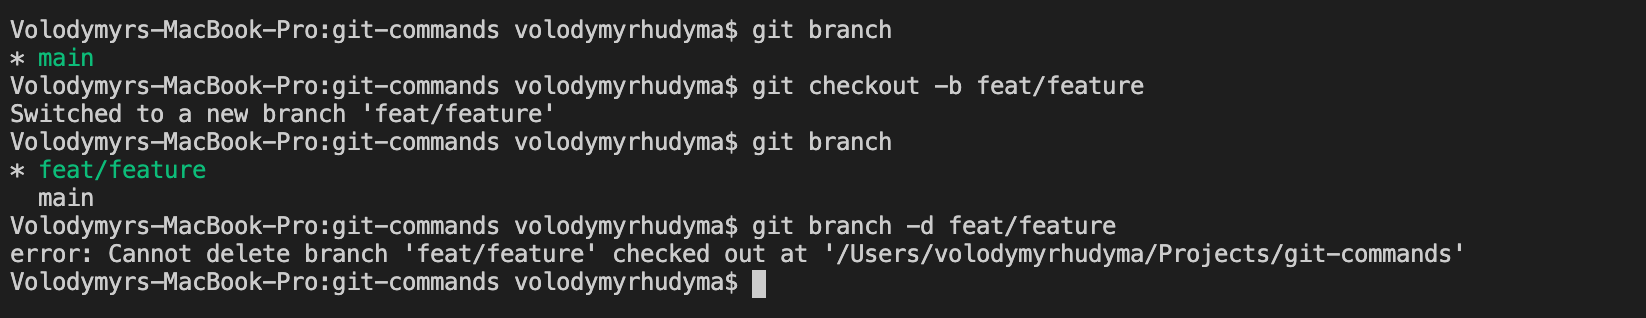 Volodymyrs-MacBook-Pro:git-commands volodymyrhudyma$ git branch
* main
Volodymyrs-MacBook-Pro:git-commands volodymyrhudyma$ git checkout -b feat/feature
Switched to a new branch 'feat/feature'
Volodymyrs-MacBook-Pro:git-commands volodymyrhudyma$ git branch
* feat/feature
  main
Volodymyrs-MacBook-Pro:git-commands volodymyrhudyma$ git branch -d feat/feature
error: Cannot delete branch 'feat/feature' checked out at '/Users/volodymyrhudyma/Projects/git-commands'
Volodymyrs-MacBook-Pro:git-commands volodymyrhudyma$